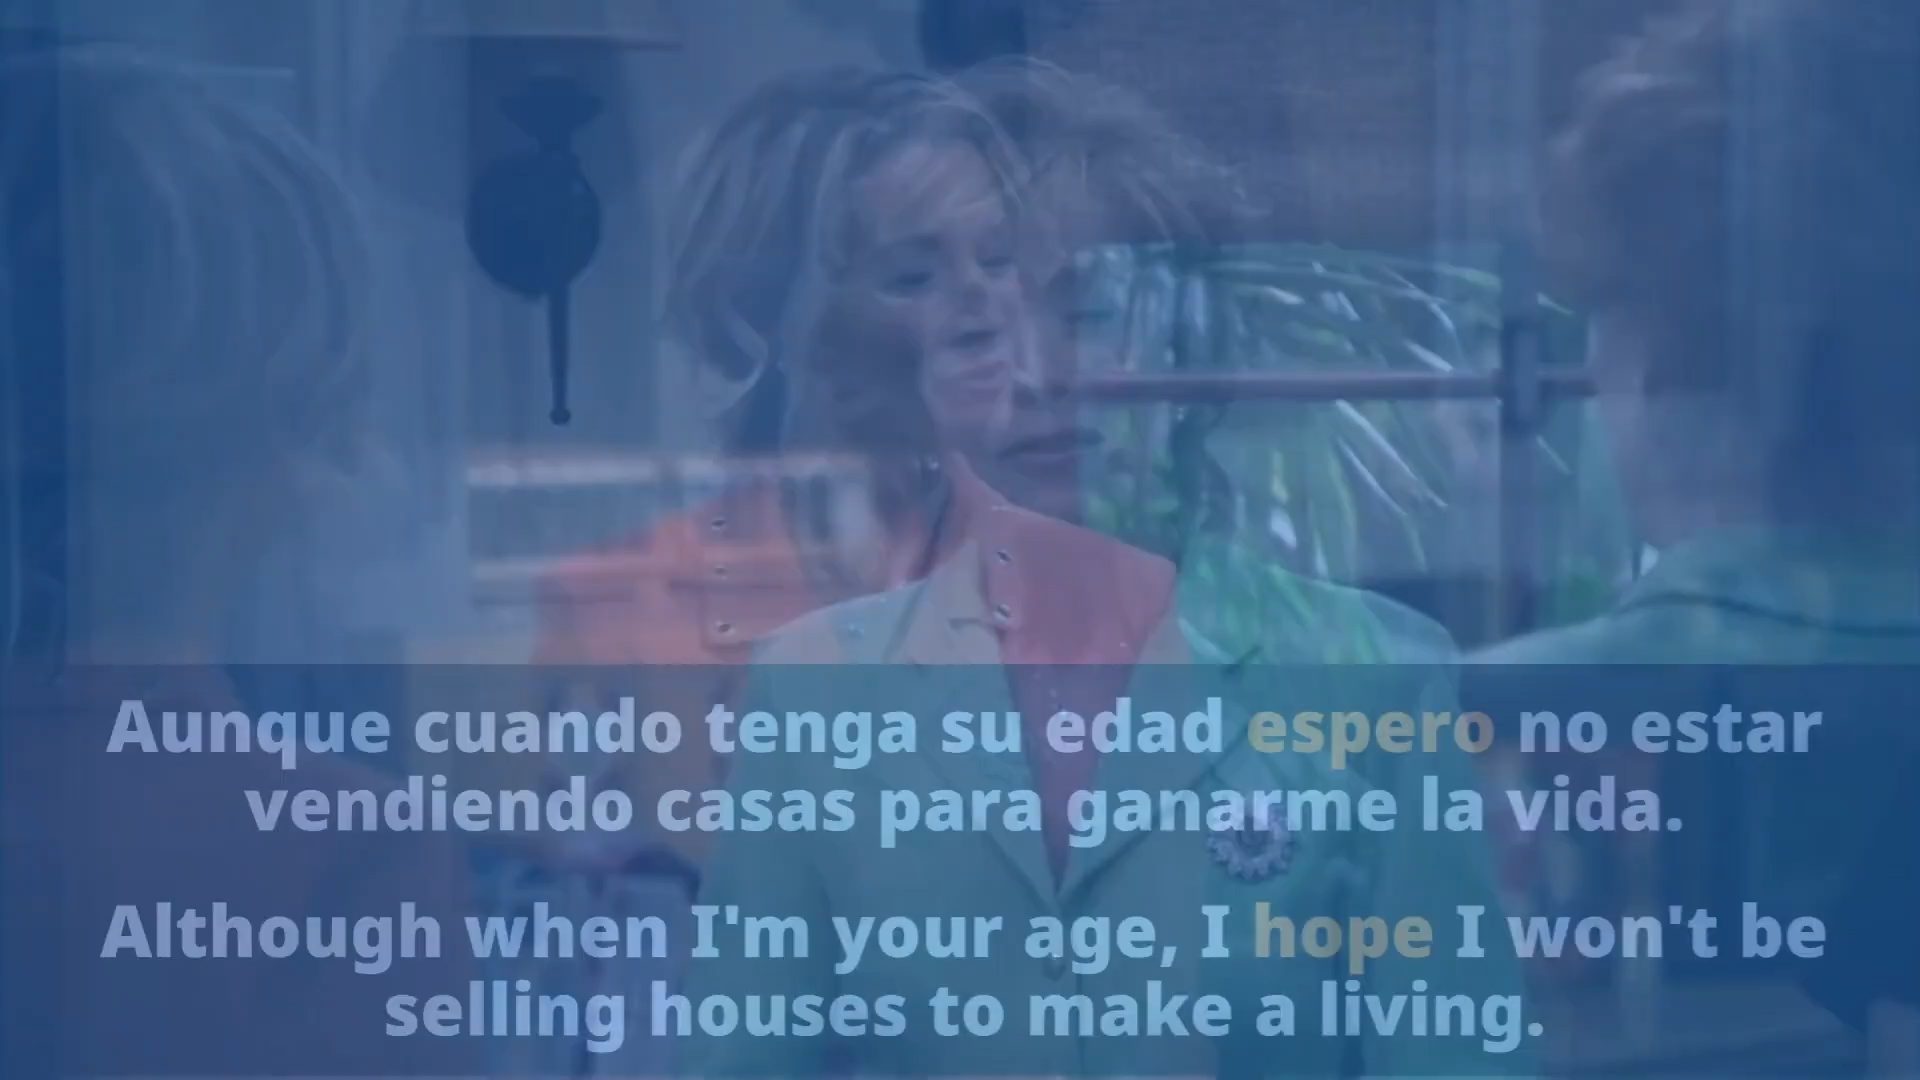 Aunque cuando tenga su edad espero no estar
vendiendo casas para ganarme la vida.
Although when I'm your age, I hope I won't be
selling houses to make a living.